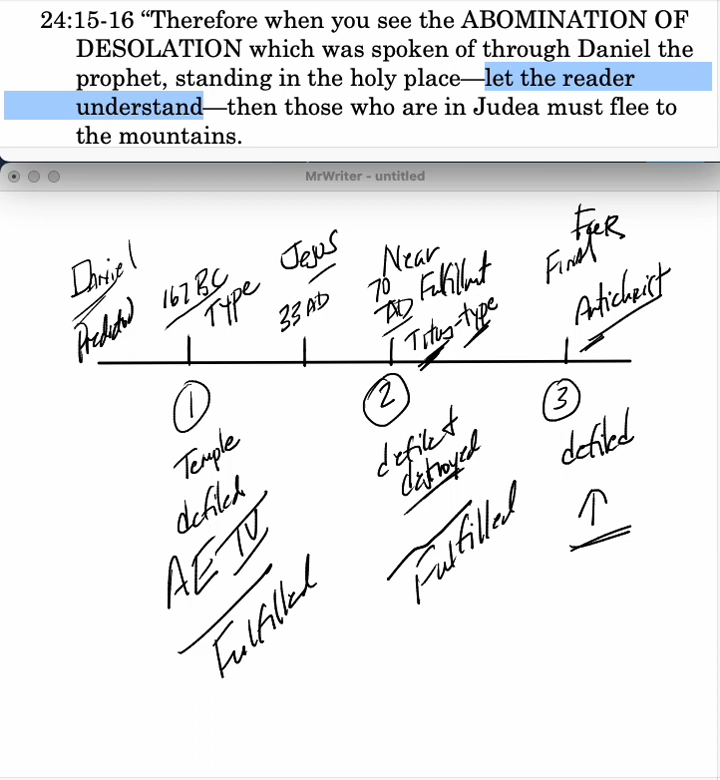 24:15-16 “Therefore when you see the ABOMINATION OF
DESOLATION which was spoken of through Daniel the
prophet, standing in the holy place—let the reader
understand—then those who are in Judea must flee to
the mountains.
MrWriter - untitled
Daniel
Predicted
167 BC
Type
Jesus
33 AD
Near
70 Fulfillment
AD
Titus-type
Final
Antichrist
1
2
3
Temple
defiled
AE IV
Fulfilled
defiled
destroyed
Fulfilled
defiled
↑